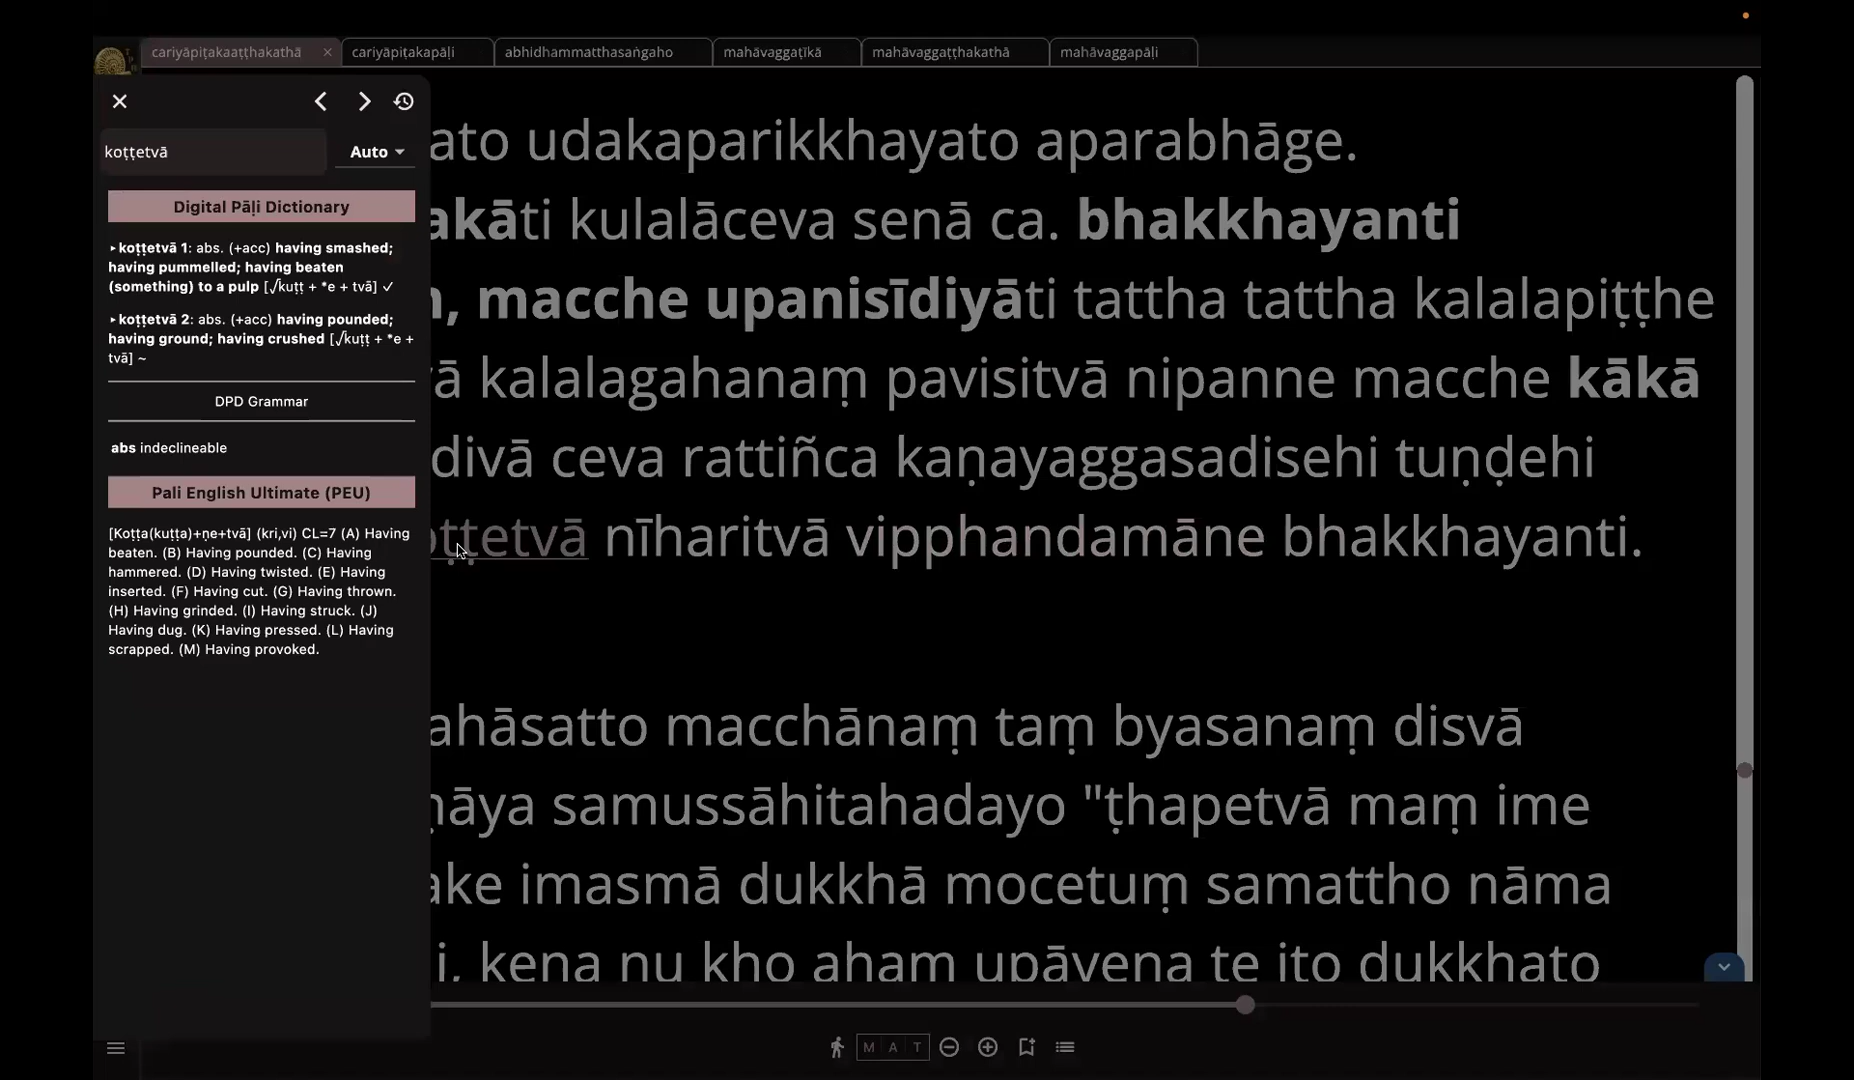 cariyāpiṭakaaṭṭhakathā
cariyāpiṭakapāḷi
abhidhammatthasaṅgaho
mahāvaggaṭīkā
mahāvaggaṭṭhakathā
mahāvaggapāḷi
koṭṭetvā
Auto
Digital Pāḷi Dictionary
▸koṭṭetvā 1: abs. (+acc) having smashed;
having pummelled; having beaten
(something) to a pulp [√kuṭṭ + *e + tvā] ✓
▸koṭṭetvā 2: abs. (+acc) having pounded;
having ground; having crushed [√kuṭṭ + *e +
tvā] ~
DPD Grammar
abs indeclineable
Pali English Ultimate (PEU)
[Koṭṭa(kuṭṭa)+ṇe+tvā] (kri,vi) CL=7 (A) Having
beaten. (B) Having pounded. (C) Having
hammered. (D) Having twisted. (E) Having
inserted. (F) Having cut. (G) Having thrown.
(H) Having grinded. (I) Having struck. (J)
Having dug. (K) Having pressed. (L) Having
scrapped. (M) Having provoked.
ato udakaparikkhayato aparabhāge.
akāti kulalāceva senā ca. bhakkhayanti
, macche upanisīdiyāti tattha tattha kalalapiṭṭhe
vā kalalagahanaṃ pavisitvā nipanne macche kākā
divā ceva rattiñca kaṇayaggasadisehi tuṇḍehi
oṭṭetvā nīharitvā vipphandamāne bhakkhayanti.
ahāsatto macchānaṃ taṃ byasanaṃ disvā
ṇāya samussāhitahadayo "ṭhapetvā maṃ ime
ake imasmā dukkhā mocetuṃ samattho nāma
i, kena nu kho ahaṃ upāyena te ito dukkhato
M A T